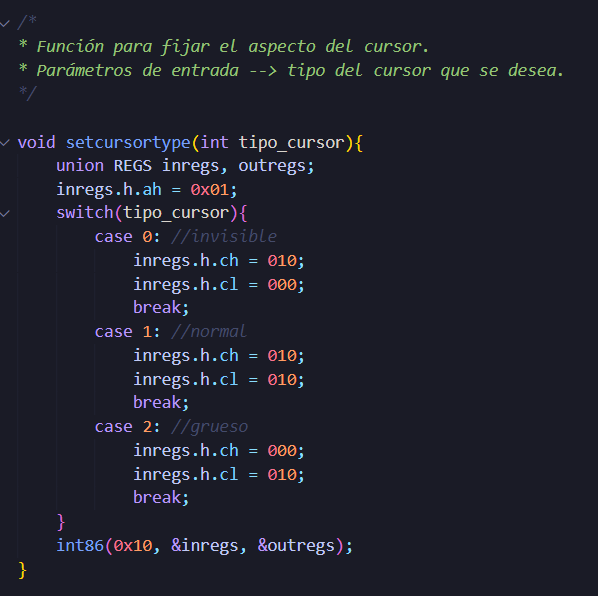 /*
* Función para fijar el aspecto del cursor.
* Parámetros de entrada --> tipo del cursor que se desea.
*/
void setcursortype(int tipo_cursor){
    union REGS inregs, outregs;
    inregs.h.ah = 0x01;
    switch(tipo_cursor){
        case 0: //invisible
            inregs.h.ch = 010;
            inregs.h.cl = 000;
            break;
        case 1: //normal
            inregs.h.ch = 010;
            inregs.h.cl = 010;
            break;
        case 2: //grueso
            inregs.h.ch = 000;
            inregs.h.cl = 010;
            break;
    }
    int86(0x10, &inregs, &outregs);
}